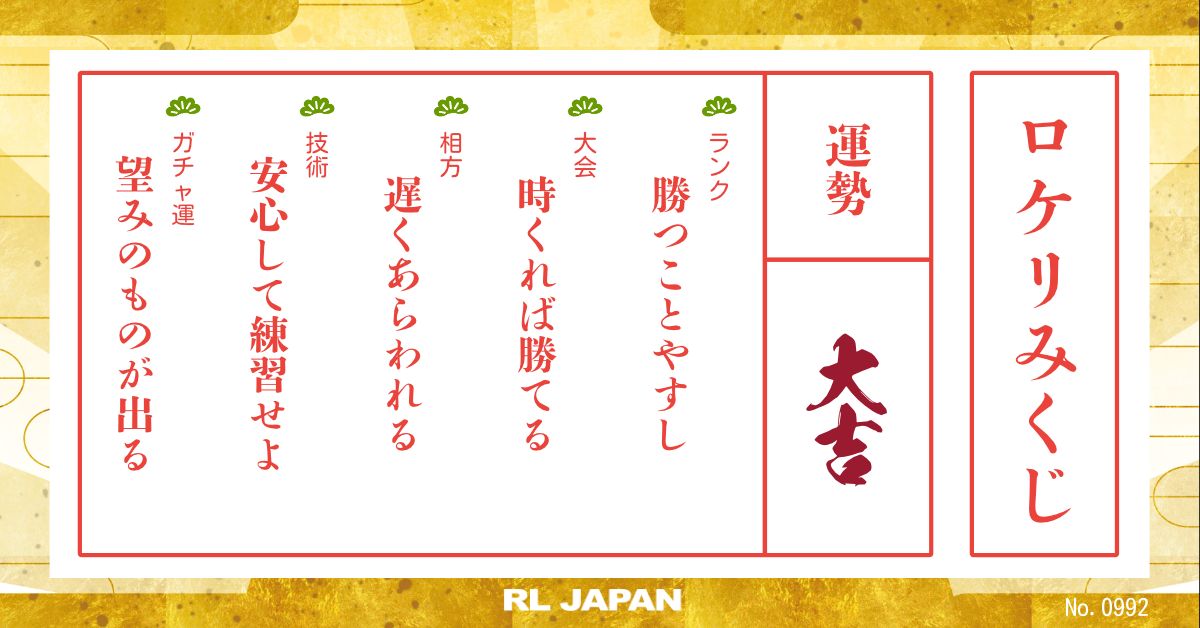 ロケリみくじ
運勢
大吉
ランク
勝つことやすし
大会
時くれば勝てる
相方
遅くあらわれる
技術
安心して練習せよ
ガチャ運
望みのものが出る
RL JAPAN
No. 0992